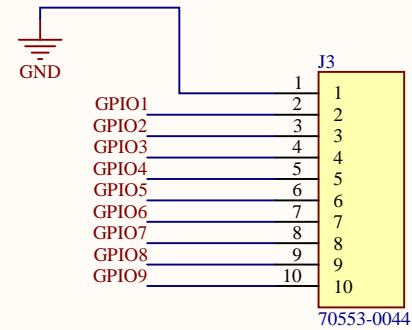 J3
GND
1 1
GPIO1 2 2
GPIO2 3 3
GPIO3 4 4
GPIO4 5 5
GPIO5 6 6
GPIO6 7 7
GPIO7 8 8
GPIO8 9 9
GPIO9 10 10
70553-0044